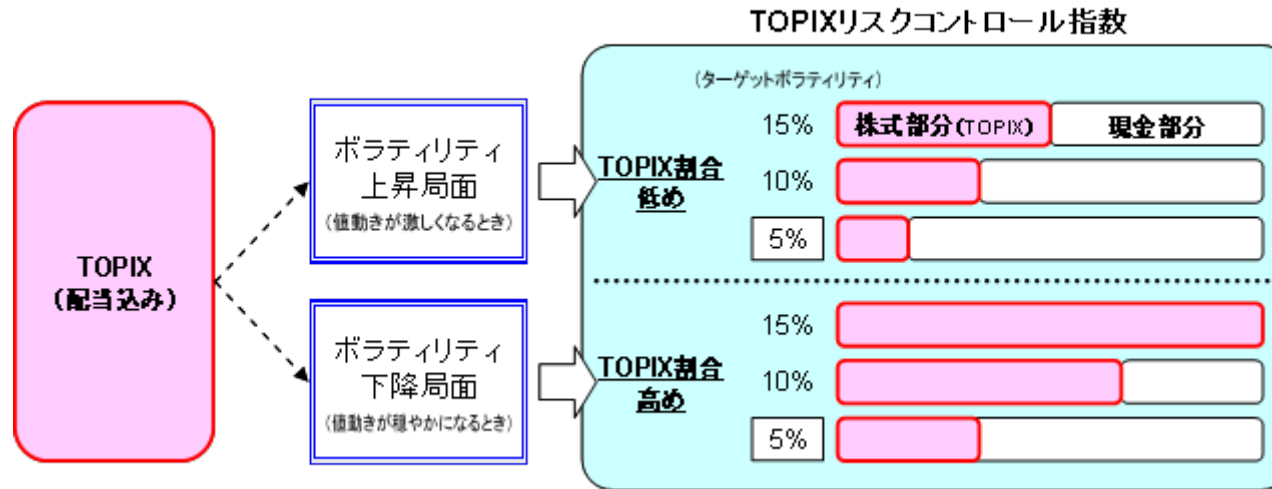 TOPIXリスクコントロール指数
TOPIX
(配当込み)
ボラティリティ
上昇局面
(値動きが激しくなるとき)
ボラティリティ
下降局面
(値動きが穏やかになるとき)
(ターゲットボラティリティ)
TOPIX割合
低め
15%
株式部分(TOPIX)
現金部分
10%
5%
TOPIX割合
高め
15%
10%
5%